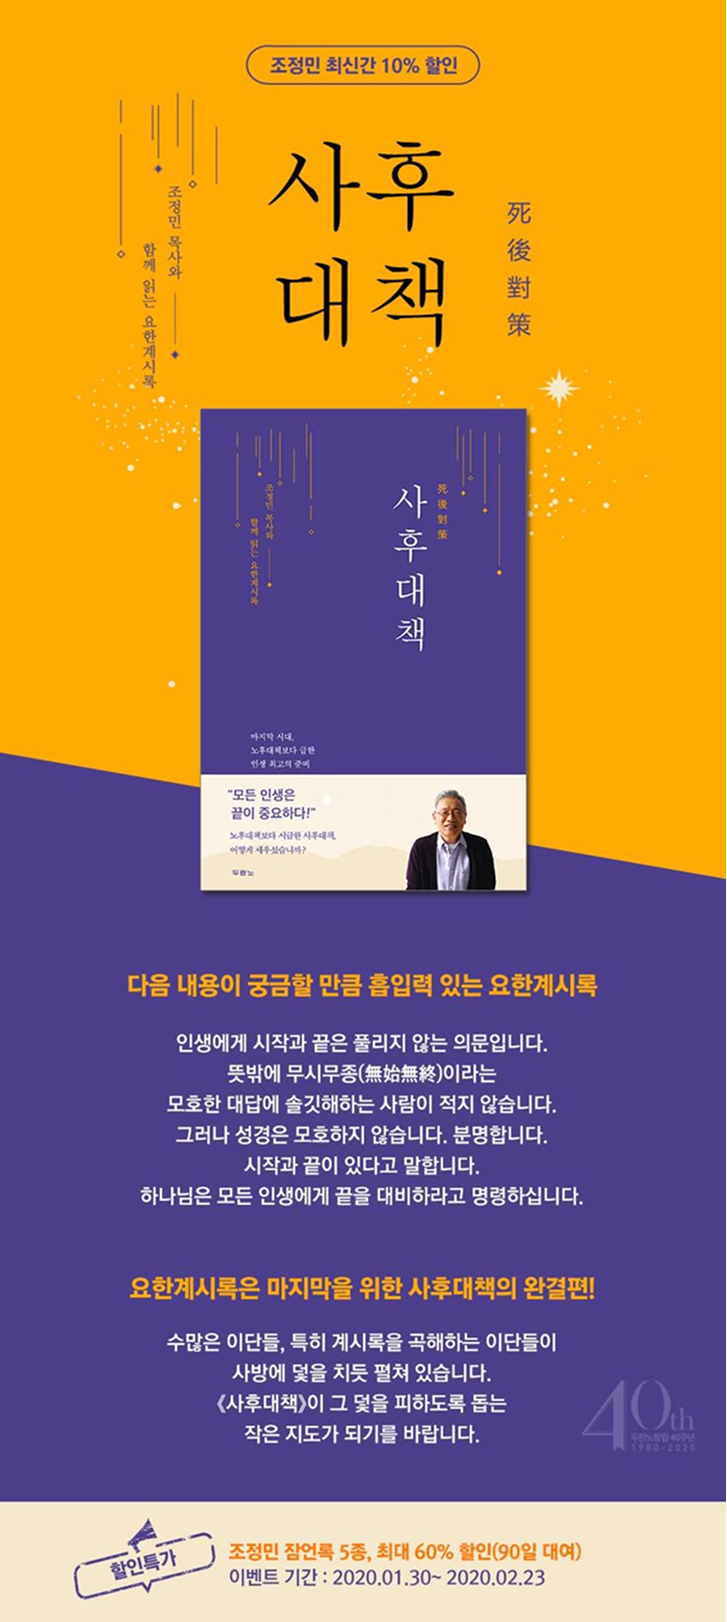 조정민 최신간 10% 할인
사후
대책
死後對策
조정민 목사와
함께 읽는 요한계시록
死後對策
사후대책
조정민 목사와
함께 읽는 요한계시록
마지막 시대,
노후대책보다 급한
인생 최고의 준비
"모든 인생은
끝이 중요하다!"
노후대책보다 시급한 사후대책,
어떻게 세우셨습니까?
두란노
다음 내용이 궁금할 만큼 흡입력 있는 요한계시록
인생에게 시작과 끝은 풀리지 않는 의문입니다.
뜻밖에 무시무종(無始無終)이라는
모호한 대답에 솔깃해하는 사람이 적지 않습니다.
그러나 성경은 모호하지 않습니다. 분명합니다.
시작과 끝이 있다고 말합니다.
하나님은 모든 인생에게 끝을 대비하라고 명령하십니다.
요한계시록은 마지막을 위한 사후대책의 완결편!
수많은 이단들, 특히 계시록을 곡해하는 이단들이
사방에 덫을 치듯 펼쳐 있습니다.
《사후대책》이 그 덫을 피하도록 돕는
작은 지도가 되기를 바랍니다.
40th
두란노창립 40주년
1980-2020
할인특가
조정민 잠언록 5종, 최대 60% 할인(90일 대여)
이벤트 기간 : 2020.01.30~ 2020.02.23